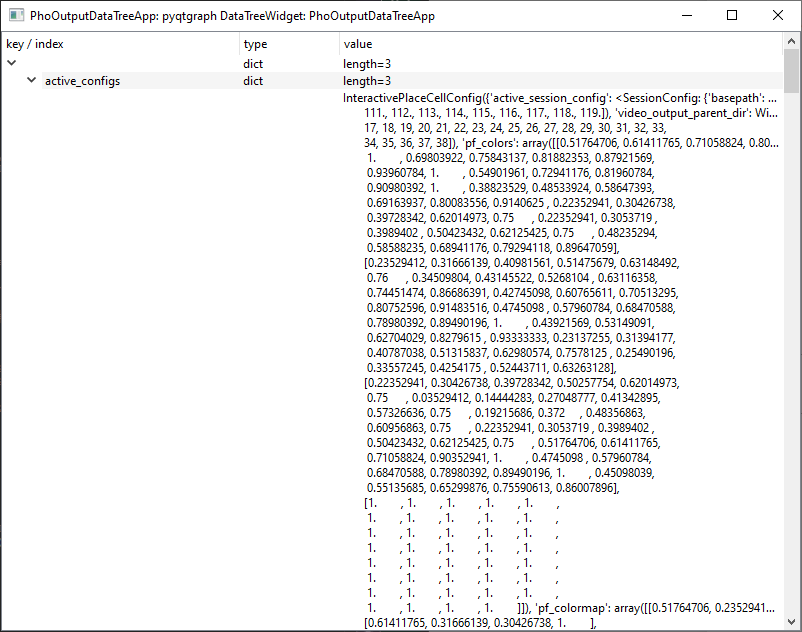 PhoOutputDataTreeApp: pyqtgraph DataTreeWidget: PhoOutputDataTreeApp
key / index type value
dict length=3
active_configs dict length=3
InteractivePlaceCellConfig({'active_session_config': <SessionConfig: {'basepath': ...
111., 112., 113., 114., 115., 116., 117., 118., 119.]), 'video_output_parent_dir': Wi...
17, 18, 19, 20, 21, 22, 23, 24, 25, 26, 27, 28, 29, 30, 31, 32, 33,
34, 35, 36, 37, 38]), 'pf_colors': array([[0.51764706, 0.61411765, 0.71058824, 0.80...
1. , 0.69803922, 0.75843137, 0.81882353, 0.87921569,
0.93960784, 1. , 0.54901961, 0.72941176, 0.81960784,
0.90980392, 1. , 0.38823529, 0.48533924, 0.58647393,
0.69163937, 0.80083556, 0.9140625 , 0.22352941, 0.30426738,
0.39728342, 0.62014973, 0.75 , 0.22352941, 0.3053719 ,
0.3989402 , 0.50423432, 0.62125425, 0.75 , 0.48235294,
0.58588235, 0.68941176, 0.79294118, 0.89647059],
[0.23529412, 0.31666139, 0.40981561, 0.51475679, 0.63148492,
0.76 , 0.34509804, 0.43145522, 0.5268104 , 0.63116358,
0.74451474, 0.86686391, 0.42745098, 0.60765611, 0.70513295,
0.80752596, 0.91483516, 0.4745098 , 0.57960784, 0.68470588,
0.78980392, 0.89490196, 1. , 0.43921569, 0.53149091,
0.62704029, 0.8279615 , 0.93333333, 0.23137255, 0.31394177,
0.40787038, 0.51315837, 0.62980574, 0.7578125 , 0.25490196,
0.33557245, 0.4254175 , 0.52443711, 0.63263128],
[0.22352941, 0.30426738, 0.39728342, 0.50257754, 0.62014973,
0.75 , 0.03529412, 0.14444283, 0.27048777, 0.41342895,
0.57326636, 0.75 , 0.19215686, 0.372 , 0.48356863,
0.60956863, 0.75 , 0.22352941, 0.3053719 , 0.3989402 ,
0.50423432, 0.62125425, 0.75 , 0.51764706, 0.61411765,
0.71058824, 0.90352941, 1. , 0.4745098 , 0.57960784,
0.68470588, 0.78980392, 0.89490196, 1. , 0.45098039,
0.55135685, 0.65299876, 0.75590613, 0.86007896],
[1. , 1. , 1. , 1. , 1. ,
1. , 1. , 1. , 1. , 1. ,
1. , 1. , 1. , 1. , 1. ,
1. , 1. , 1. , 1. , 1. ,
1. , 1. , 1. , 1. , 1. ,
1. , 1. , 1. , 1. , 1. ,
1. , 1. , 1. , 1. , 1. ,
1. , 1. , 1. , 1. ]]), 'pf_colormap': array([[0.51764706, 0.2352941...
[0.61411765, 0.31666139, 0.30426738, 1. ],